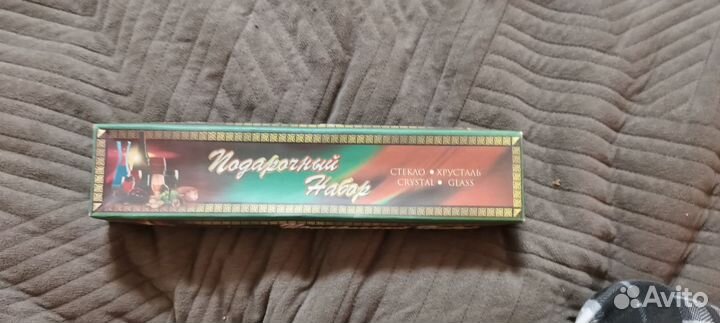 Подарочный
Набор
СТЕКЛО • ХРУСТАЛЬ
CRYSTAL • GLASS
Avito